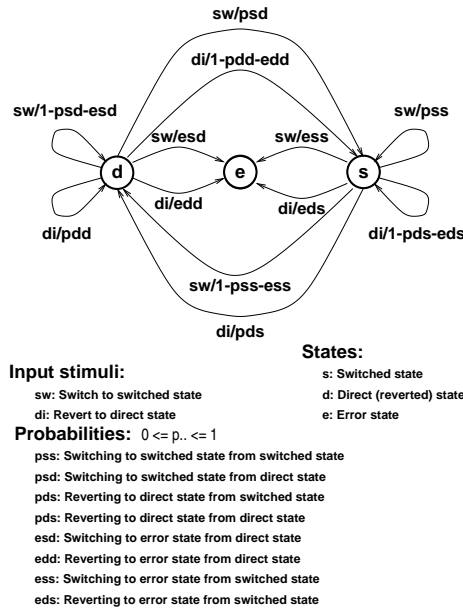 sw/psd
di/1-pdd-edd
sw/1-psd-esd
sw/pss
sw/esd
sw/ess
d
e
s
di/edd
di/eds
di/pdd
di/1-pds-eds
sw/1-pss-ess
di/pds
States:
s: Switched state
d: Direct (reverted) state
e: Error state
Input stimuli:
sw: Switch to switched state
di: Revert to direct state
Probabilities: 0 <= p.. <= 1
pss: Switching to switched state from switched state
psd: Switching to switched state from direct state
pds: Reverting to direct state from switched state
pds: Reverting to direct state from direct state
esd: Switching to error state from direct state
edd: Reverting to error state from direct state
ess: Switching to error state from switched state
eds: Reverting to error state from switched state